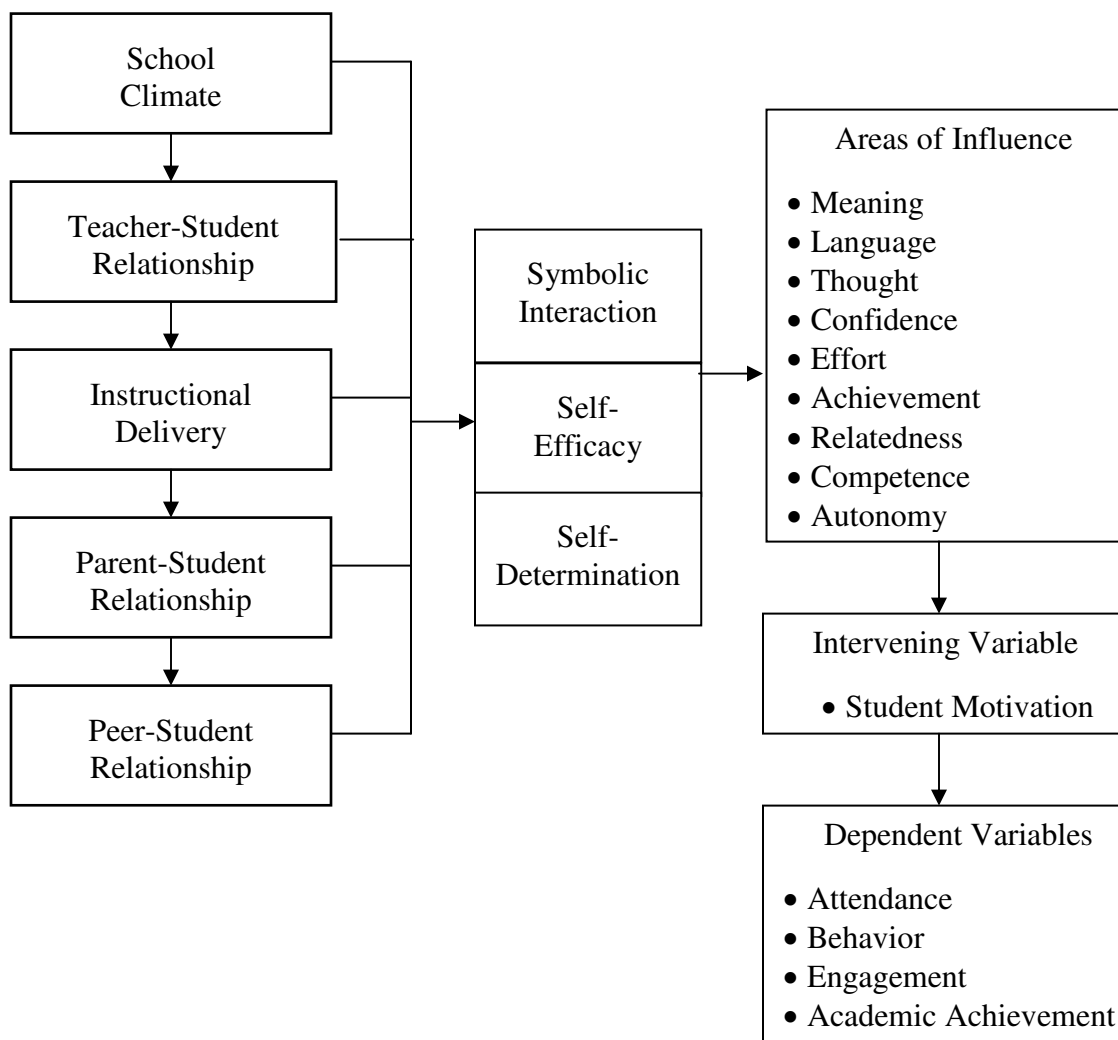 School
Climate
Teacher-Student
Relationship
Instructional
Delivery
Parent-Student
Relationship
Peer-Student
Relationship
Symbolic
Interaction
Self-
Efficacy
Self-
Determination
Areas of Influence
• Meaning
• Language
• Thought
• Confidence
• Effort
• Achievement
• Relatedness
• Competence
• Autonomy
Intervening Variable
• Student Motivation
Dependent Variables
• Attendance
• Behavior
• Engagement
• Academic Achievement